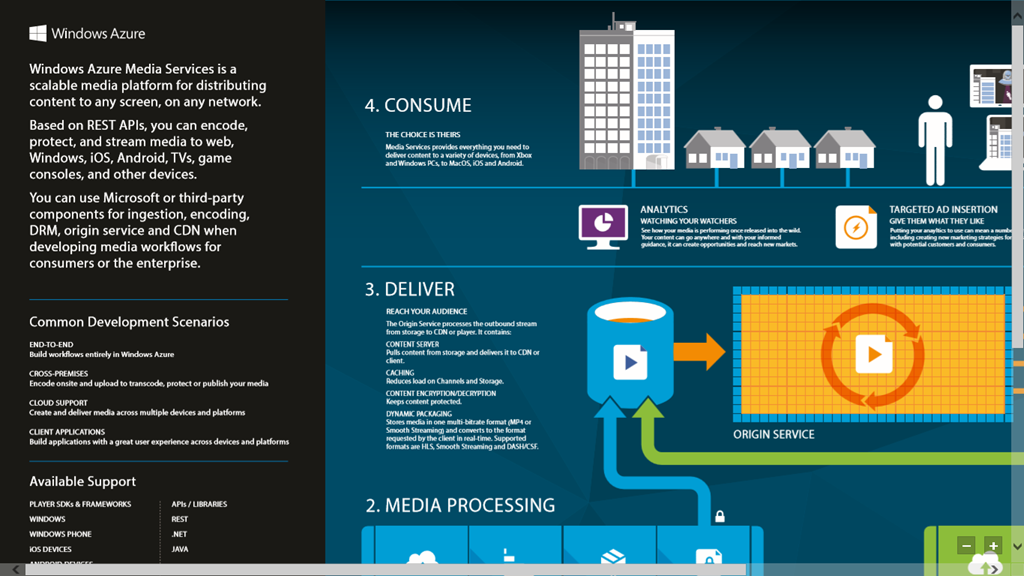 Windows Azure
Windows Azure Media Services is a
scalable media platform for distributing
content to any screen, on any network.
Based on REST APIs, you can encode,
protect, and stream media to web,
Windows, iOS, Android, TVs, game
consoles, and other devices.
You can use Microsoft or third-party
components for ingestion, encoding,
DRM, origin service and CDN when
developing media workflows for
consumers or the enterprise.
Common Development Scenarios
END-TO-END
Build workflows entirely in Windows Azure
CROSS-PREMISES
Encode onsite and upload to transcode, protect or publish your media
CLOUD SUPPORT
Create and deliver media across multiple devices and platforms
CLIENT APPLICATIONS
Build applications with a great user experience across devices and platforms
Available Support
PLAYER SDKs & FRAMEWORKS
WINDOWS
WINDOWS PHONE
iOS DEVICES
ANDROID DEVICES
APIs / LIBRARIES
REST
.NET
JAVA
4. CONSUME
THE CHOICE IS THEIRS
Media Services provides everything you need to
deliver content to a variety of devices, from Xbox
and Windows PCs, to MacOS, iOS and Android.
ANALYTICS
WATCHING YOUR WATCHERS
See how your media is performing once released into the wild.
Your content can go anywhere and with your informed
guidance, it can create opportunities and reach new markets.
TARGETED AD INSERTION
GIVE THEM WHAT THEY LIKE
Putting your anayltics to use can mean a numb
including creating new marketing strategies fo
with potential customers and consumers.
3. DELIVER
REACH YOUR AUDIENCE
The Origin Service processes the outbound stream
from storage to CDN or player. It contains:
CONTENT SERVER
Pulls content from storage and delivers it to CDN or
client.
CACHING
Reduces load on Channels and Storage.
CONTENT ENCRYPTION/DECRYPTION
Keeps content protected.
DYNAMIC PACKAGING
Stores media in one multi-bitrate format (MP4 or
Smooth Streaming) and converts to the format
requested by the client in real-time. Supported
formats are HLS, Smooth Streaming and DASH/CSF.
ORIGIN SERVICE
2. MEDIA PROCESSING